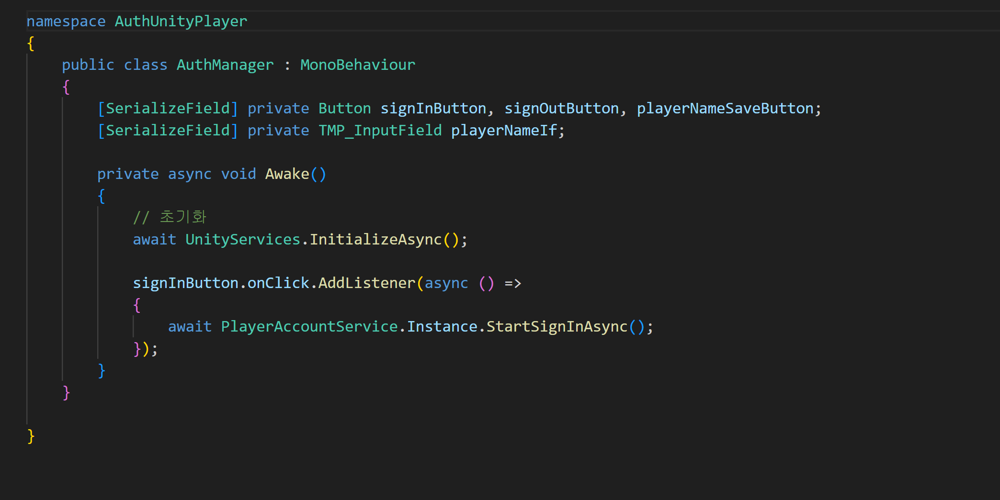 namespace AuthUnityPlayer
{
    public class AuthManager : MonoBehaviour
    {
        [SerializeField] private Button signInButton, signOutButton, playerNameSaveButton;
        [SerializeField] private TMP_InputField playerNameIf;

        private async void Awake()
        {
            // 초기화
            await UnityServices.InitializeAsync();

            signInButton.onClick.AddListener(async () =>
            {
                await PlayerAccountService.Instance.StartSignInAsync();
            });
        }
    }

}